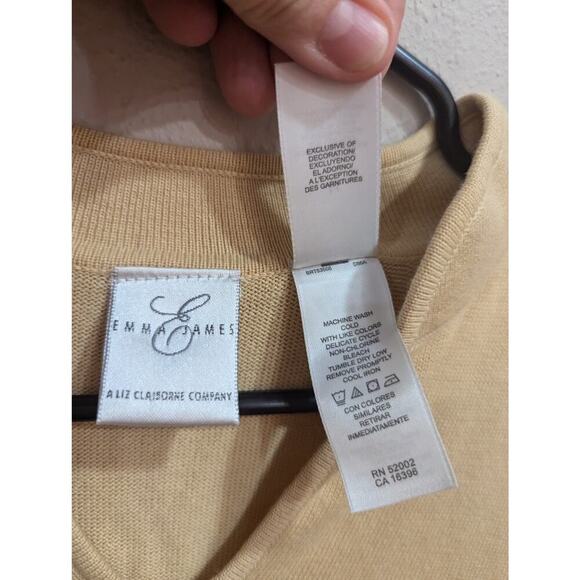 EXCLUSIVE OF
DECORATION/
EXCLUYENDO
EL ADORNO/
A L'EXCEPTION
DES GARNITURES
E
EMMA JAMES
A LIZ CLAIBORNE COMPANY
MACHINE WASH
COLD
WITH LIKE COLORS
DELICATE CYCLE
NON-CHLORINE
BLEACH
TUMBLE DRY LOW
REMOVE PROMPTLY
COOL IRON
CON COLORES
SIMILARES
RETIRAR
INMEDIATAMENTE
RN 52002
CA 16396